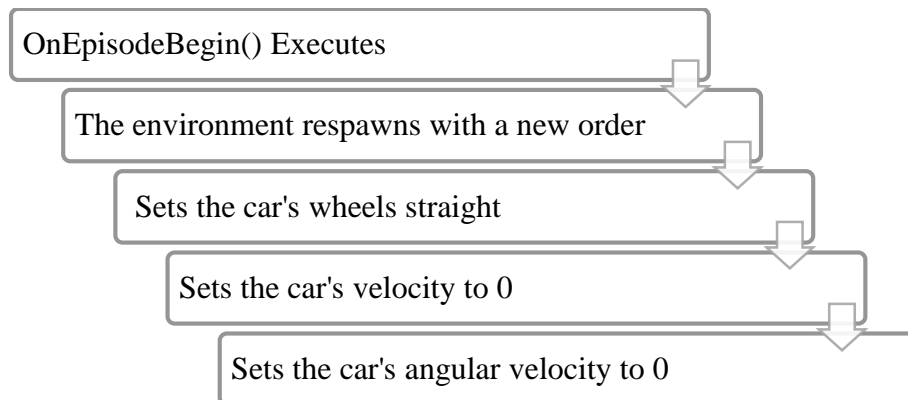 OnEpisodeBegin() Executes
The environment respawns with a new order
Sets the car's wheels straight
Sets the car's velocity to 0
Sets the car's angular velocity to 0